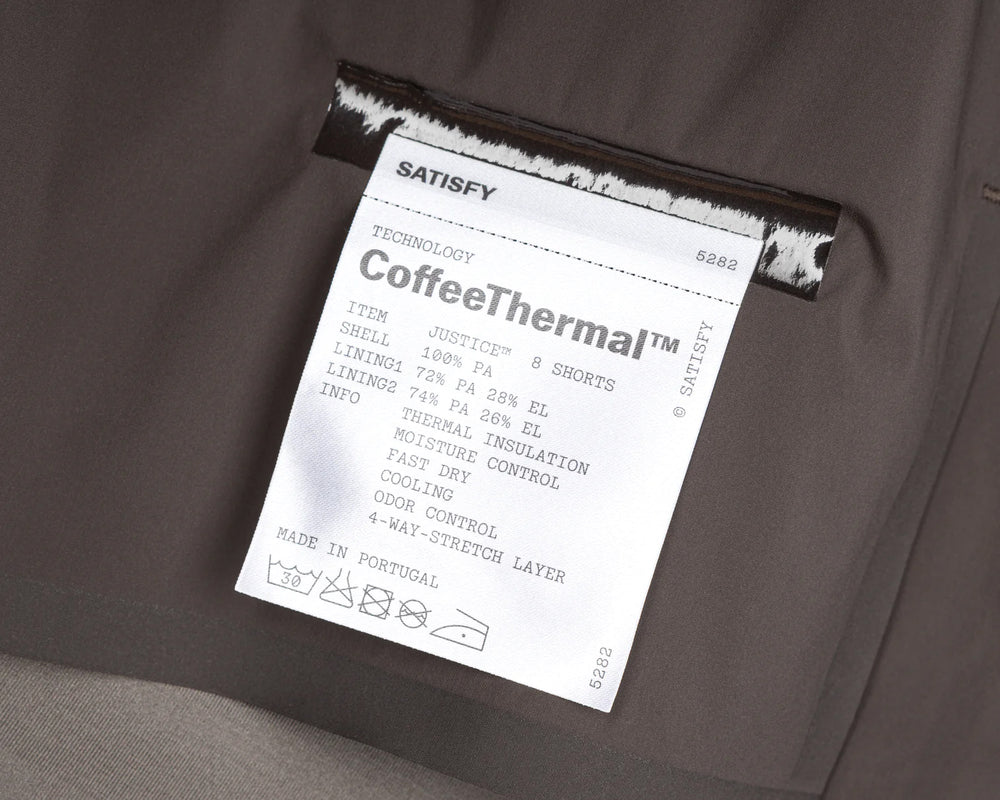 SATISFY
5282
TECHNOLOGY
CoffeeThermal™
ITEM JUSTICE™ 8 SHORTS
SHELL 100% PA
LINING1 72% PA 28% EL
LINING2 74% PA 26% EL
INFO THERMAL INSULATION
MOISTURE CONTROL
FAST DRY
COOLING
ODOR CONTROL
4-WAY-STRETCH LAYER
MADE IN PORTUGAL
30
© SATISFY
5282